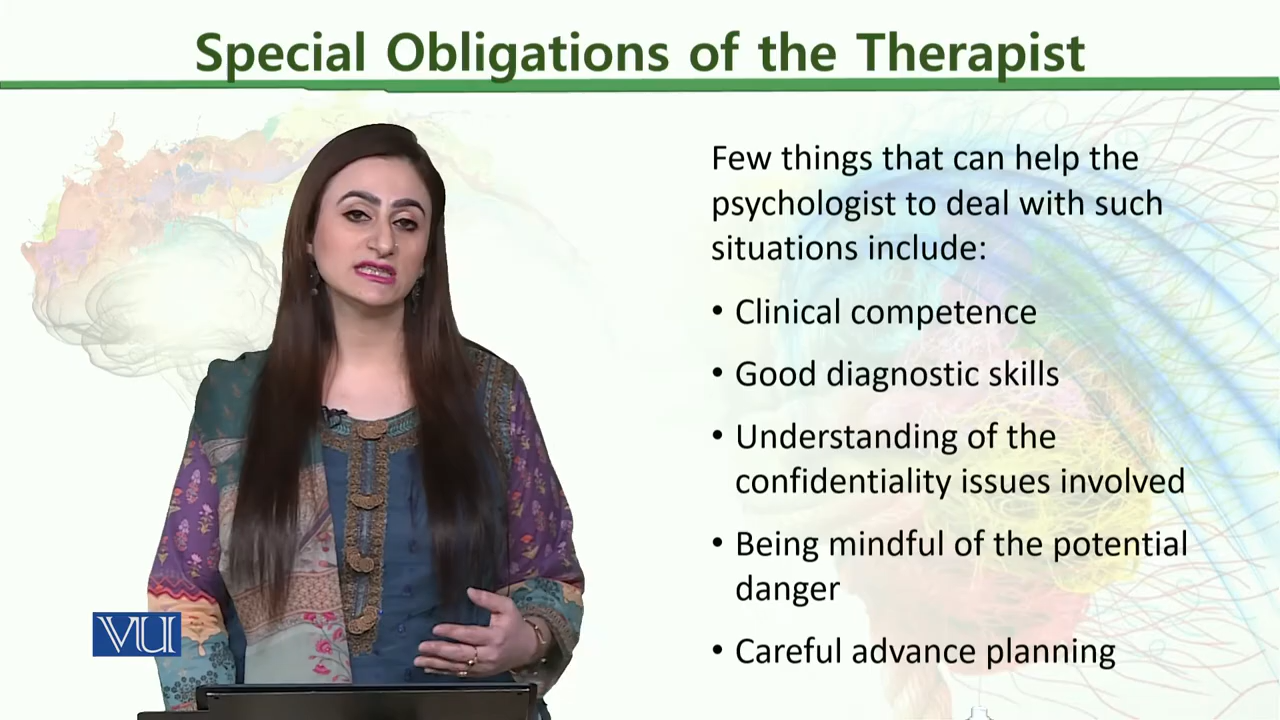 Special Obligations of the Therapist
Few things that can help the
psychologist to deal with such
situations include:
• Clinical competence
• Good diagnostic skills
• Understanding of the
confidentiality issues involved
• Being mindful of the potential
danger
• Careful advance planning
VU